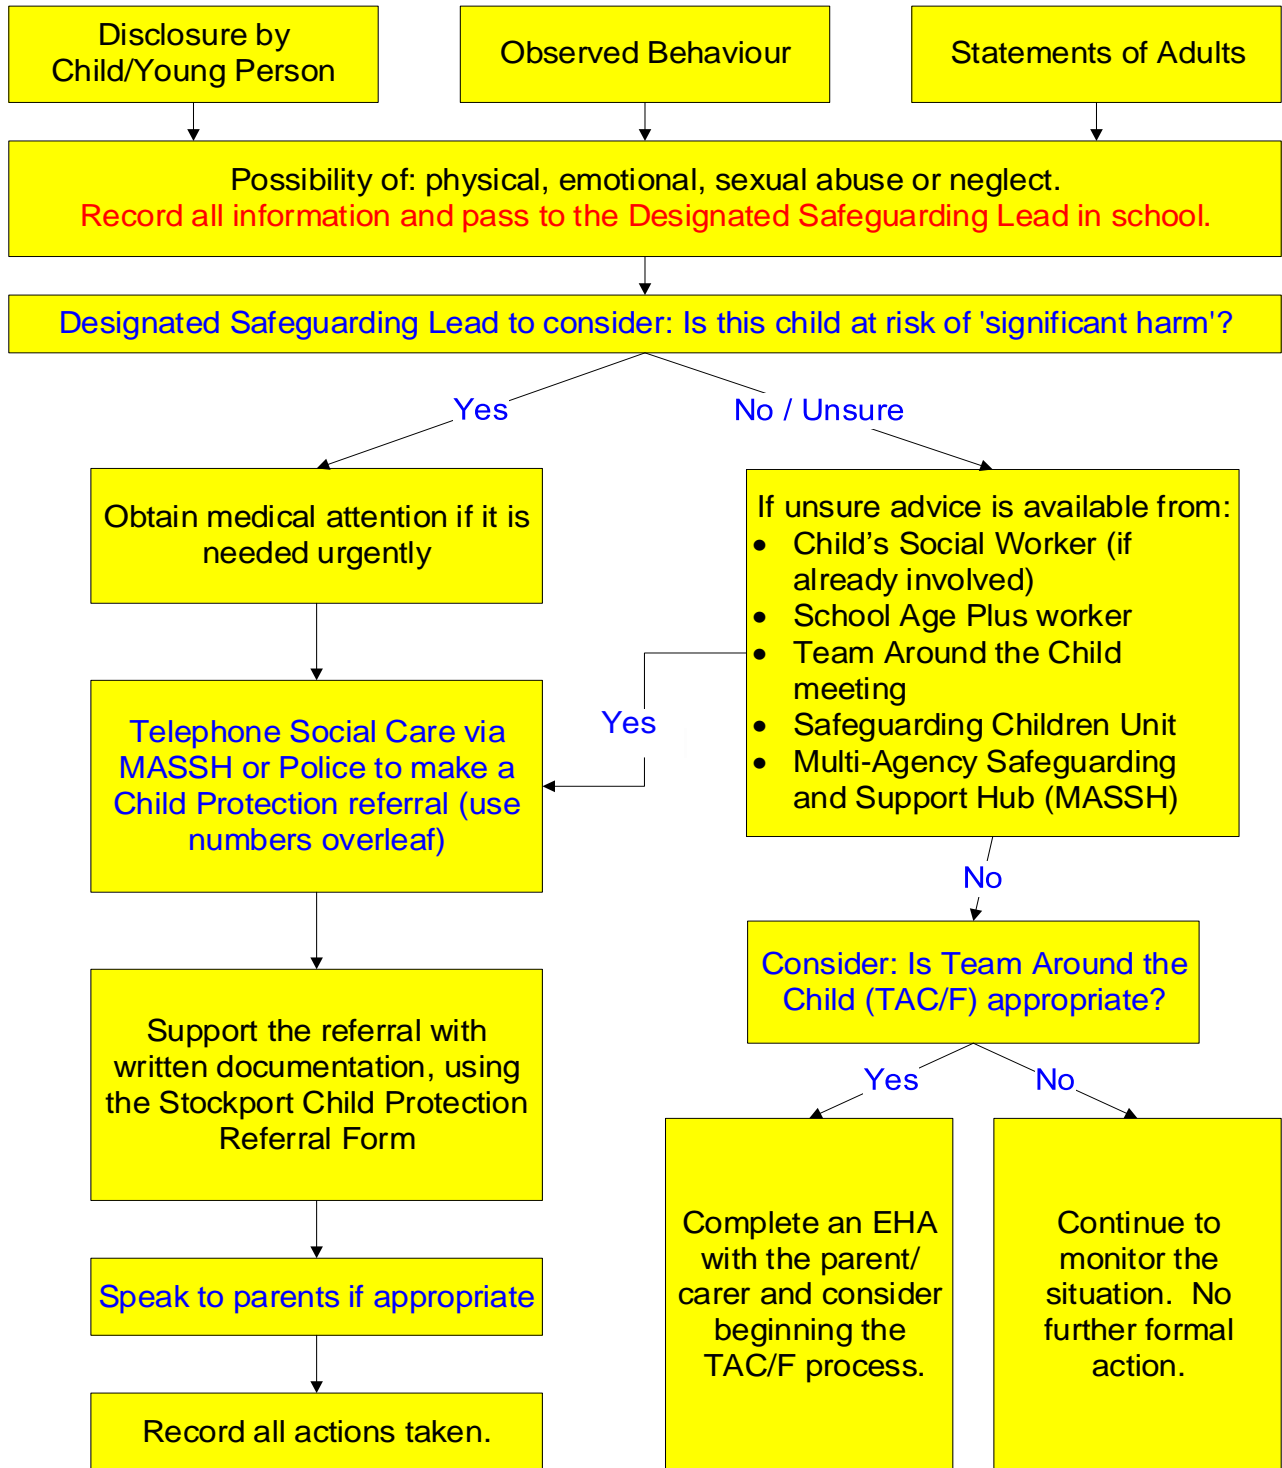 Disclosure by
Child/Young Person
Observed Behaviour
Statements of Adults
Possibility of: physical, emotional, sexual abuse or neglect.
Record all information and pass to the Designated Safeguarding Lead in school.
Designated Safeguarding Lead to consider: Is this child at risk of 'significant harm'?
Yes
No / Unsure
Obtain medical attention if it is
needed urgently
If unsure advice is available from:
• Child’s Social Worker (if
already involved)
• School Age Plus worker
• Team Around the Child
meeting
• Safeguarding Children Unit
• Multi-Agency Safeguarding
and Support Hub (MASSH)
Yes
Telephone Social Care via
MASSH or Police to make a
Child Protection referral (use
numbers overleaf)
No
Consider: Is Team Around the
Child (TAC/F) appropriate?
Support the referral with
written documentation, using
the Stockport Child Protection
Referral Form
Yes
No
Speak to parents if appropriate
Complete an EHA
with the parent/
carer and consider
beginning the
TAC/F process.
Continue to
monitor the
situation.  No
further formal
action.
Record all actions taken.